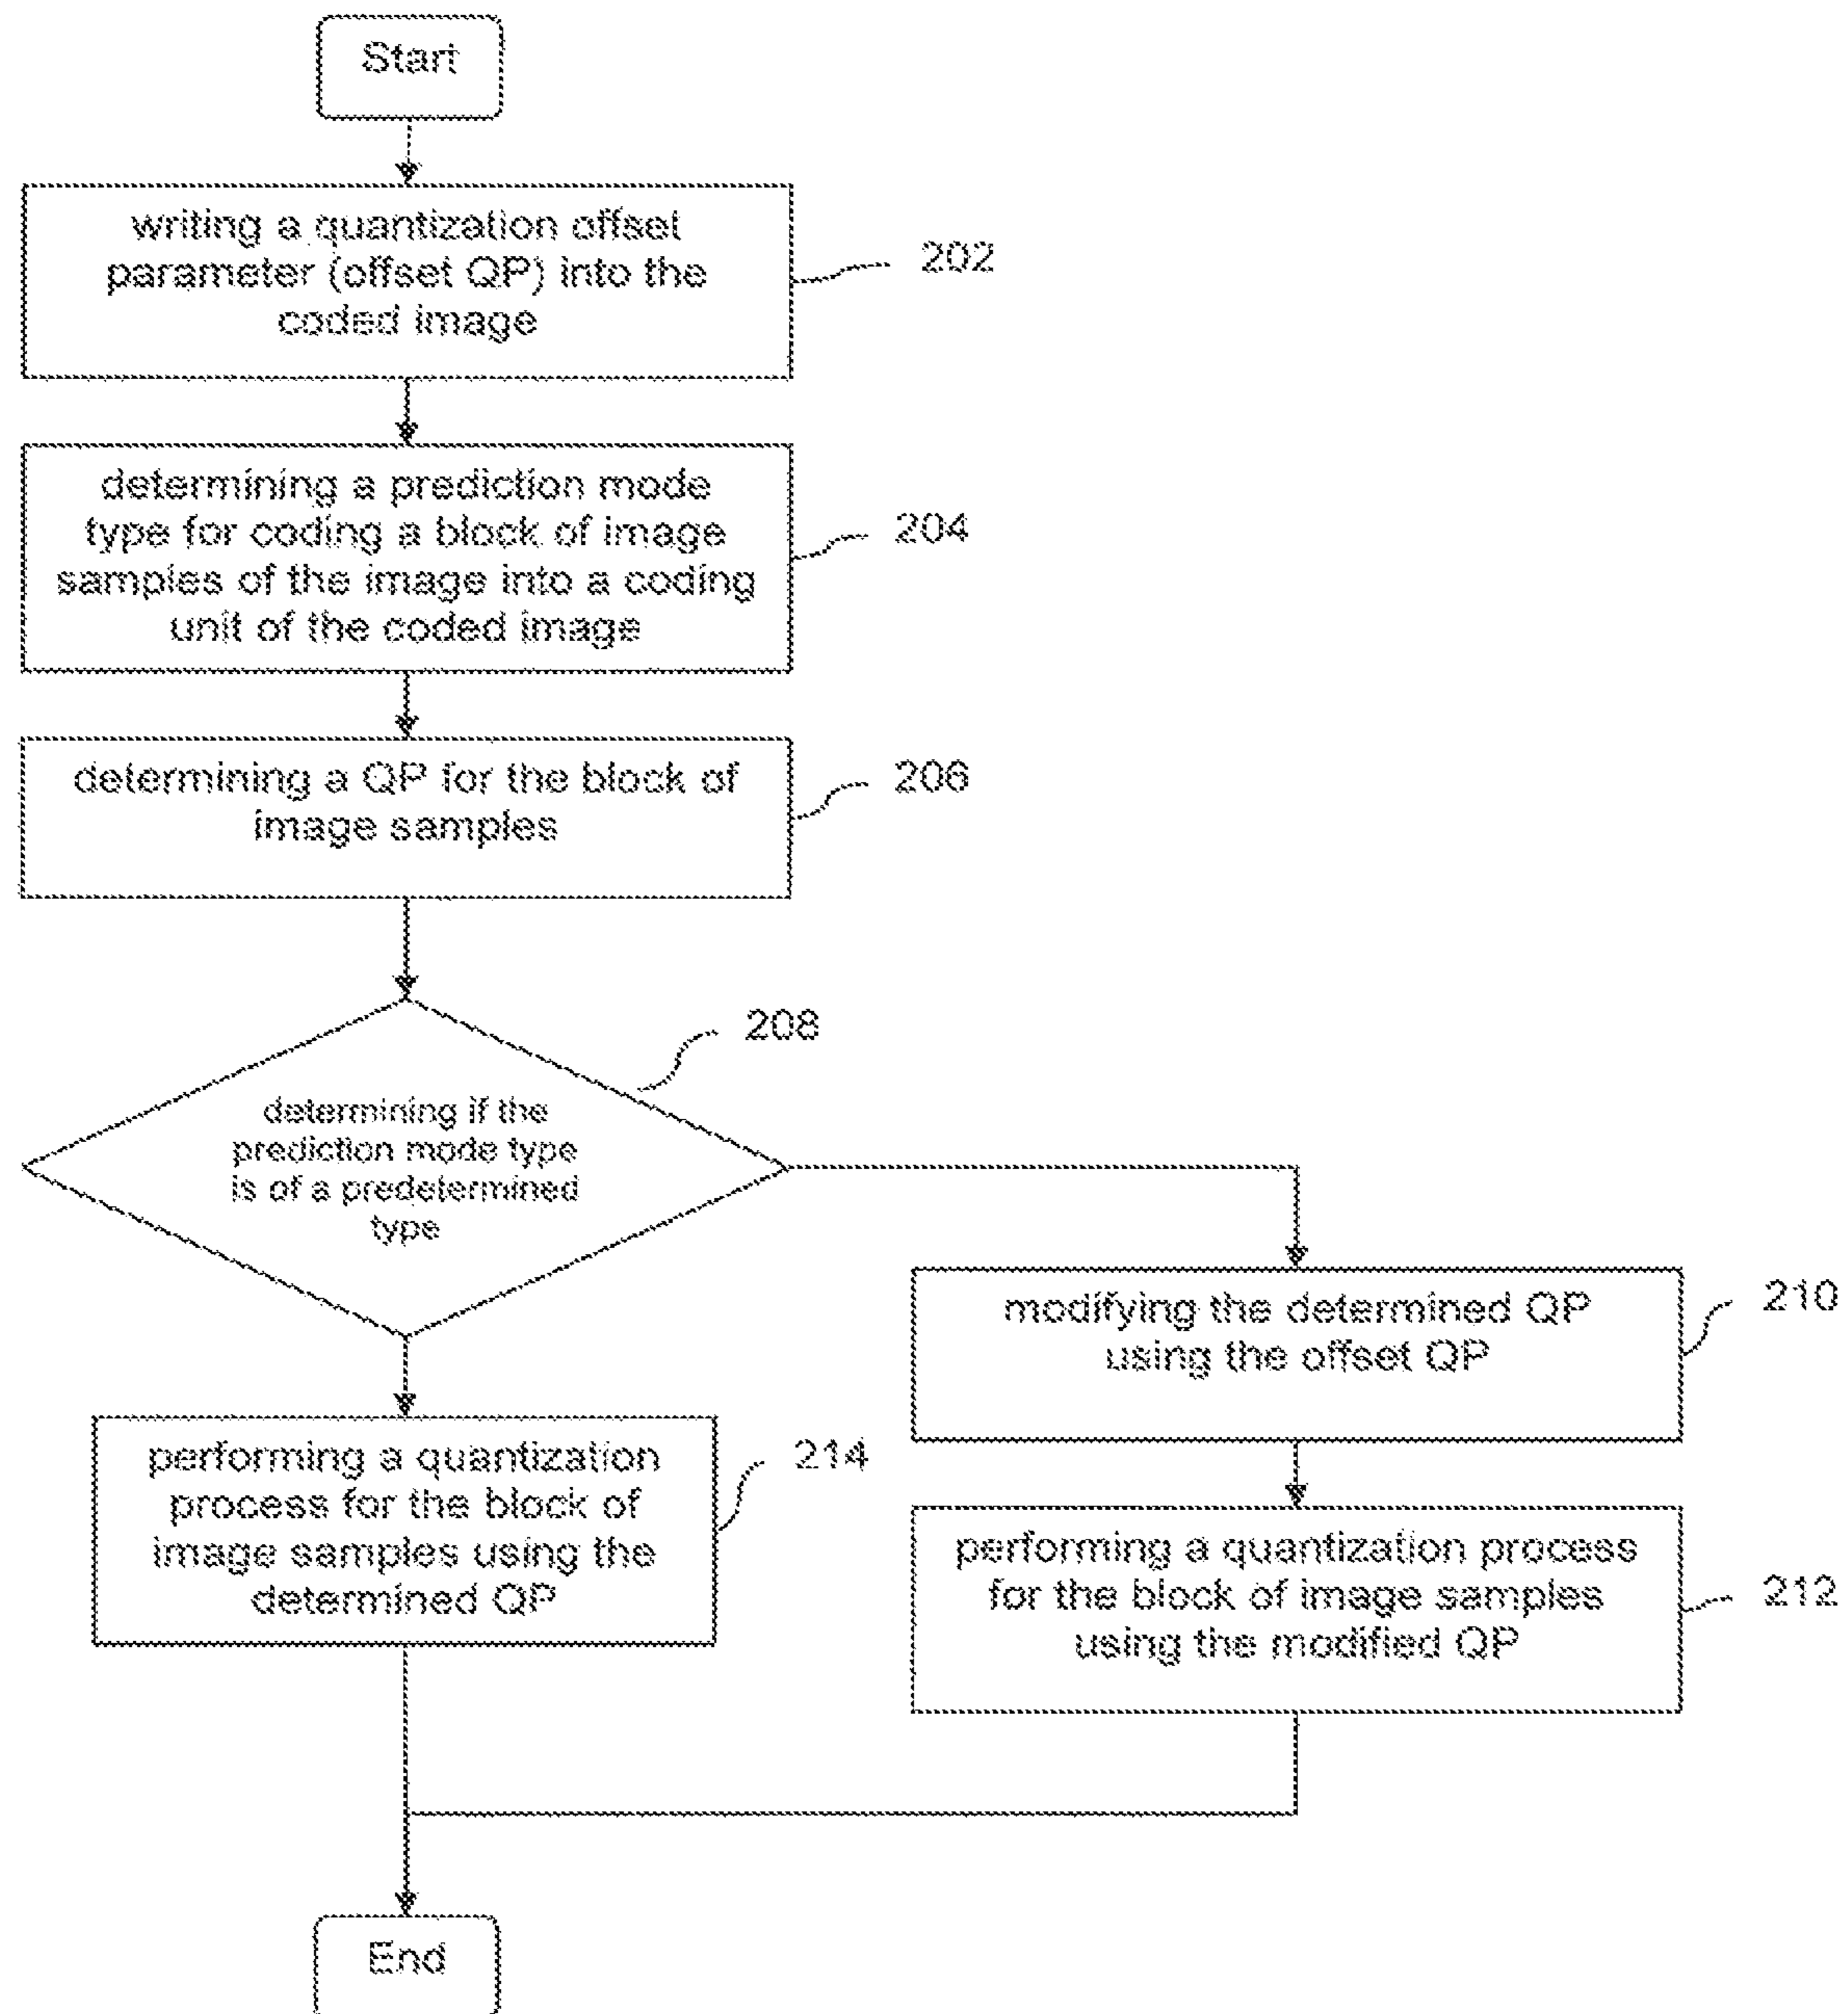 Start
writing a quantization offset
parameter (offset QP) into the
coded image
202
determining a prediction mode
type for coding a block of image
samples of the image into a coding
unit of the coded image
204
determining a QP for the block of
image samples
206
208
determining if the
prediction mode type
is of a predetermined
type
modifying the determined QP
using the offset QP
210
performing a quantization
process for the block of
image samples using the
determined QP
214
performing a quantization process
for the block of image samples
using the modified QP
212
End